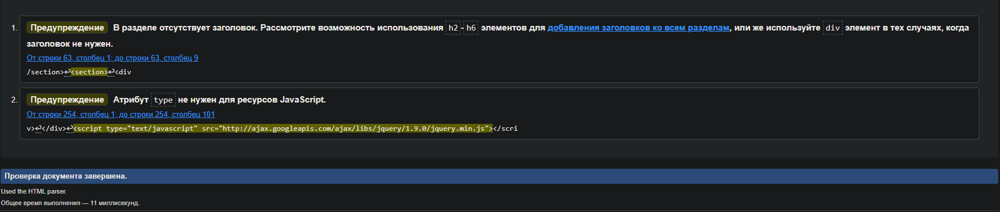 1. Предупреждение В разделе отсутствует заголовок. Рассмотрите возможность использования h2-h6 элементов для добавления заголовков ко всем разделам, или же используйте div элемент в тех случаях, когда
заголовок не нужен.
От строки 63, столбец 1; до строки 63, столбец 9
/section>↩<section>↩<div
2. Предупреждение Атрибут type не нужен для ресурсов JavaScript.
От строки 254, столбец 1; до строки 254, столбец 101
v>↩</div>↩<script type="text/javascript" src="http://ajax.googleapis.com/ajax/libs/jquery/1.9.0/jquery.min.js"></scri
Проверка документа завершена.
Used the HTML parser.
Общее время выполнения — 11 миллисекунд.